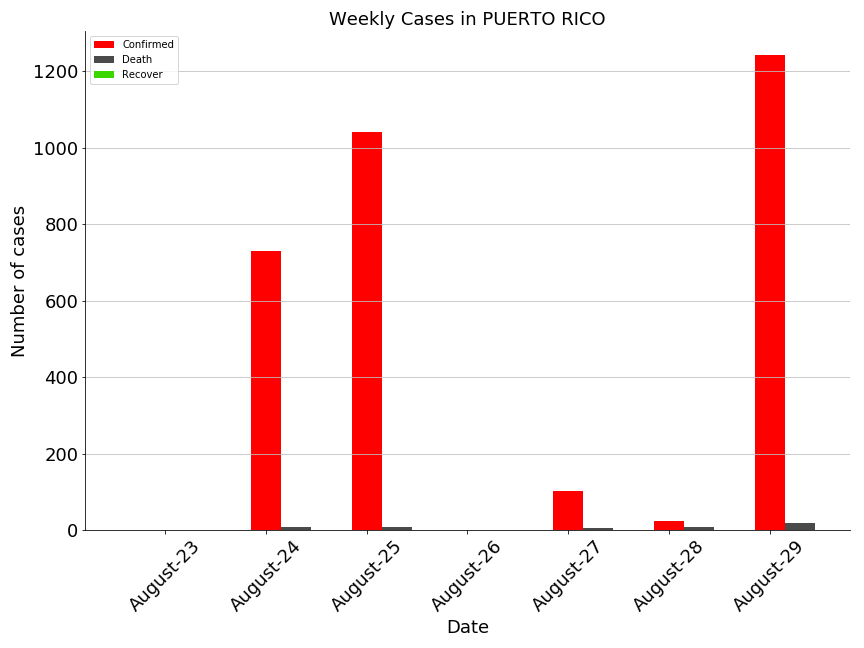 Weekly Cases in PUERTO RICO
Confirmed
Death
Recover
Number of cases
1200
1000
800
600
400
200
0
August-23
August-24
August-25
August-26
August-27
August-28
August-29
Date